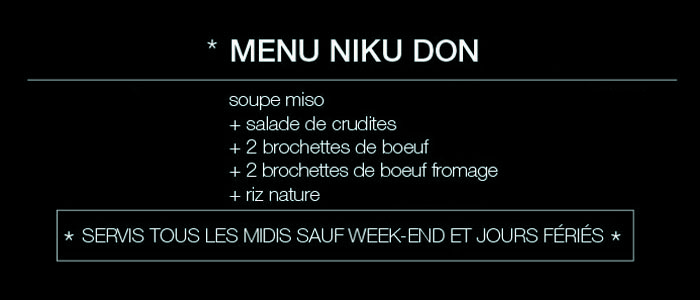 * MENU NIKU DON
soupe miso
+ salade de crudites
+ 2 brochettes de boeuf
+ 2 brochettes de boeuf fromage
+ riz nature
* SERVIS TOUS LES MIDIS SAUF WEEK-END ET JOURS FÉRIÉS *